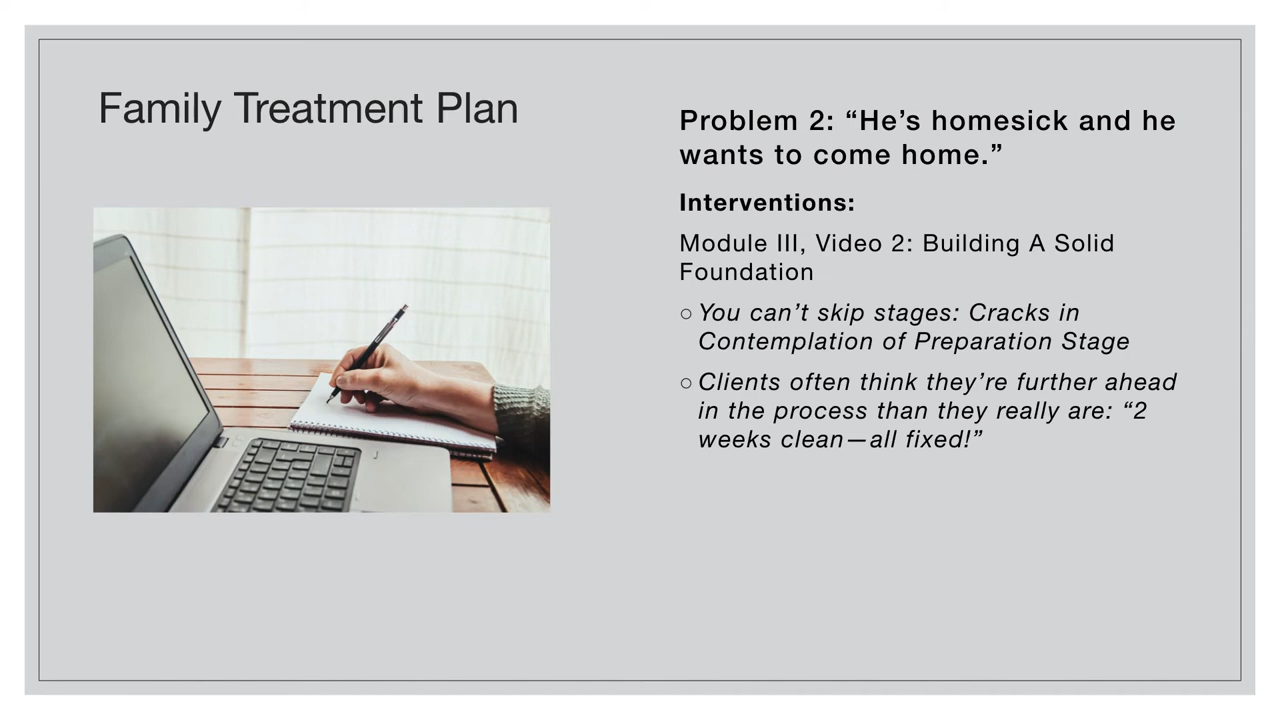 Family Treatment Plan
Problem 2: “He’s homesick and he
wants to come home.”
Interventions:
Module III, Video 2: Building A Solid
Foundation
○ You can’t skip stages: Cracks in
Contemplation of Preparation Stage
○ Clients often think they’re further ahead
in the process than they really are: “2
weeks clean—all fixed!”